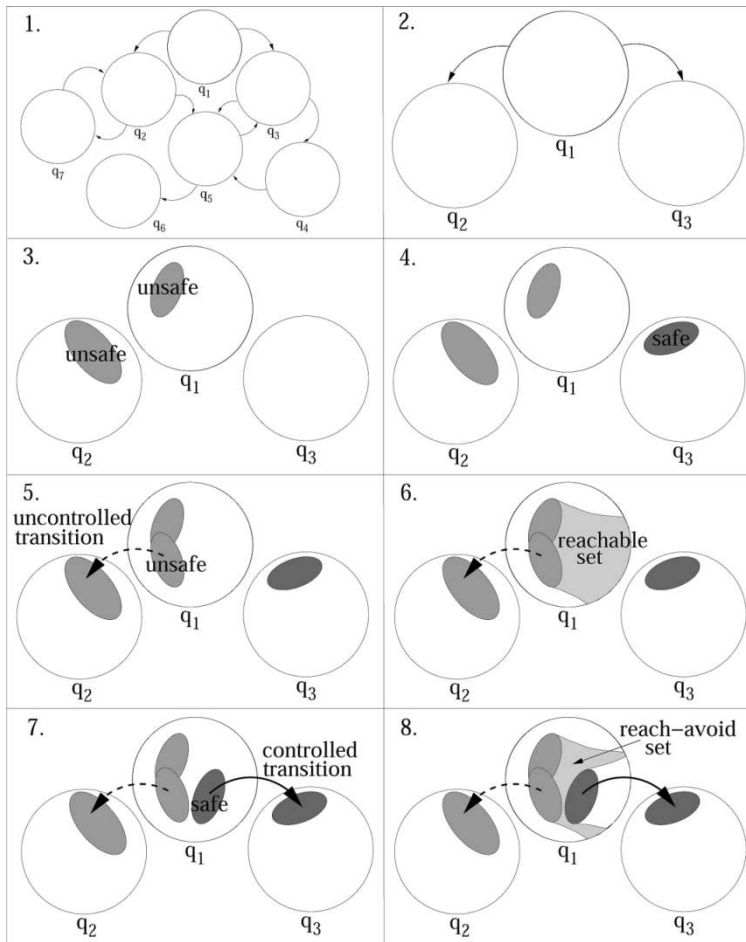 1.
q1
q2
q3
q7
q5
q6
q4
2.
q1
q2
q3
3.
unsafe
unsafe
q1
q2
q3
4.
safe
q1
q2
q3
5.
uncontrolled
transition
unsafe
q1
q2
q3
6.
reachable
set
q1
q2
q3
7.
controlled
transition
safe
q1
q2
q3
8.
reach-avoid
set
q1
q2
q3